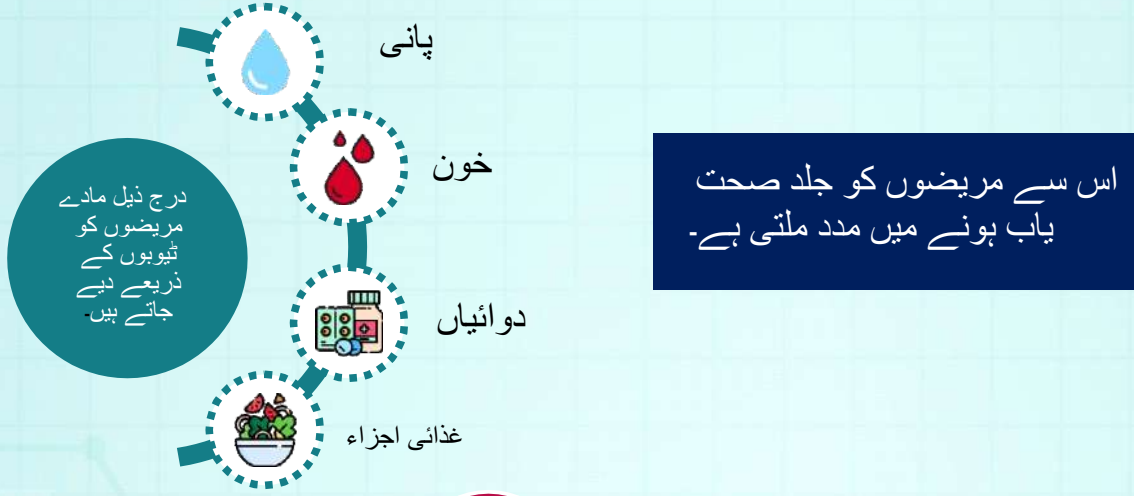 درج ذیل مادے
مریضوں کو
ٹیوبوں کے
ذریعے دیے
جاتے ہیں۔
پانی
خون
دوائیاں
غذائی اجزاء
اس سے مریضوں کو جلد صحت
یاب ہونے میں مدد ملتی ہے۔